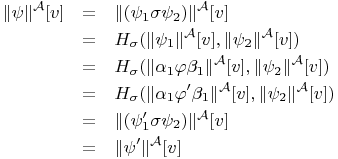 ‖ψ‖^𝒜[v] = ‖(ψ₁σψ₂)‖^𝒜[v]
= H_σ(‖ψ₁‖^𝒜[v], ‖ψ₂‖^𝒜[v])
= H_σ(‖α₁φβ₁‖^𝒜[v], ‖ψ₂‖^𝒜[v])
= H_σ(‖α₁φ′β₁‖^𝒜[v], ‖ψ₂‖^𝒜[v])
= ‖(ψ′₁σψ₂)‖^𝒜[v]
= ‖ψ′‖^𝒜[v]